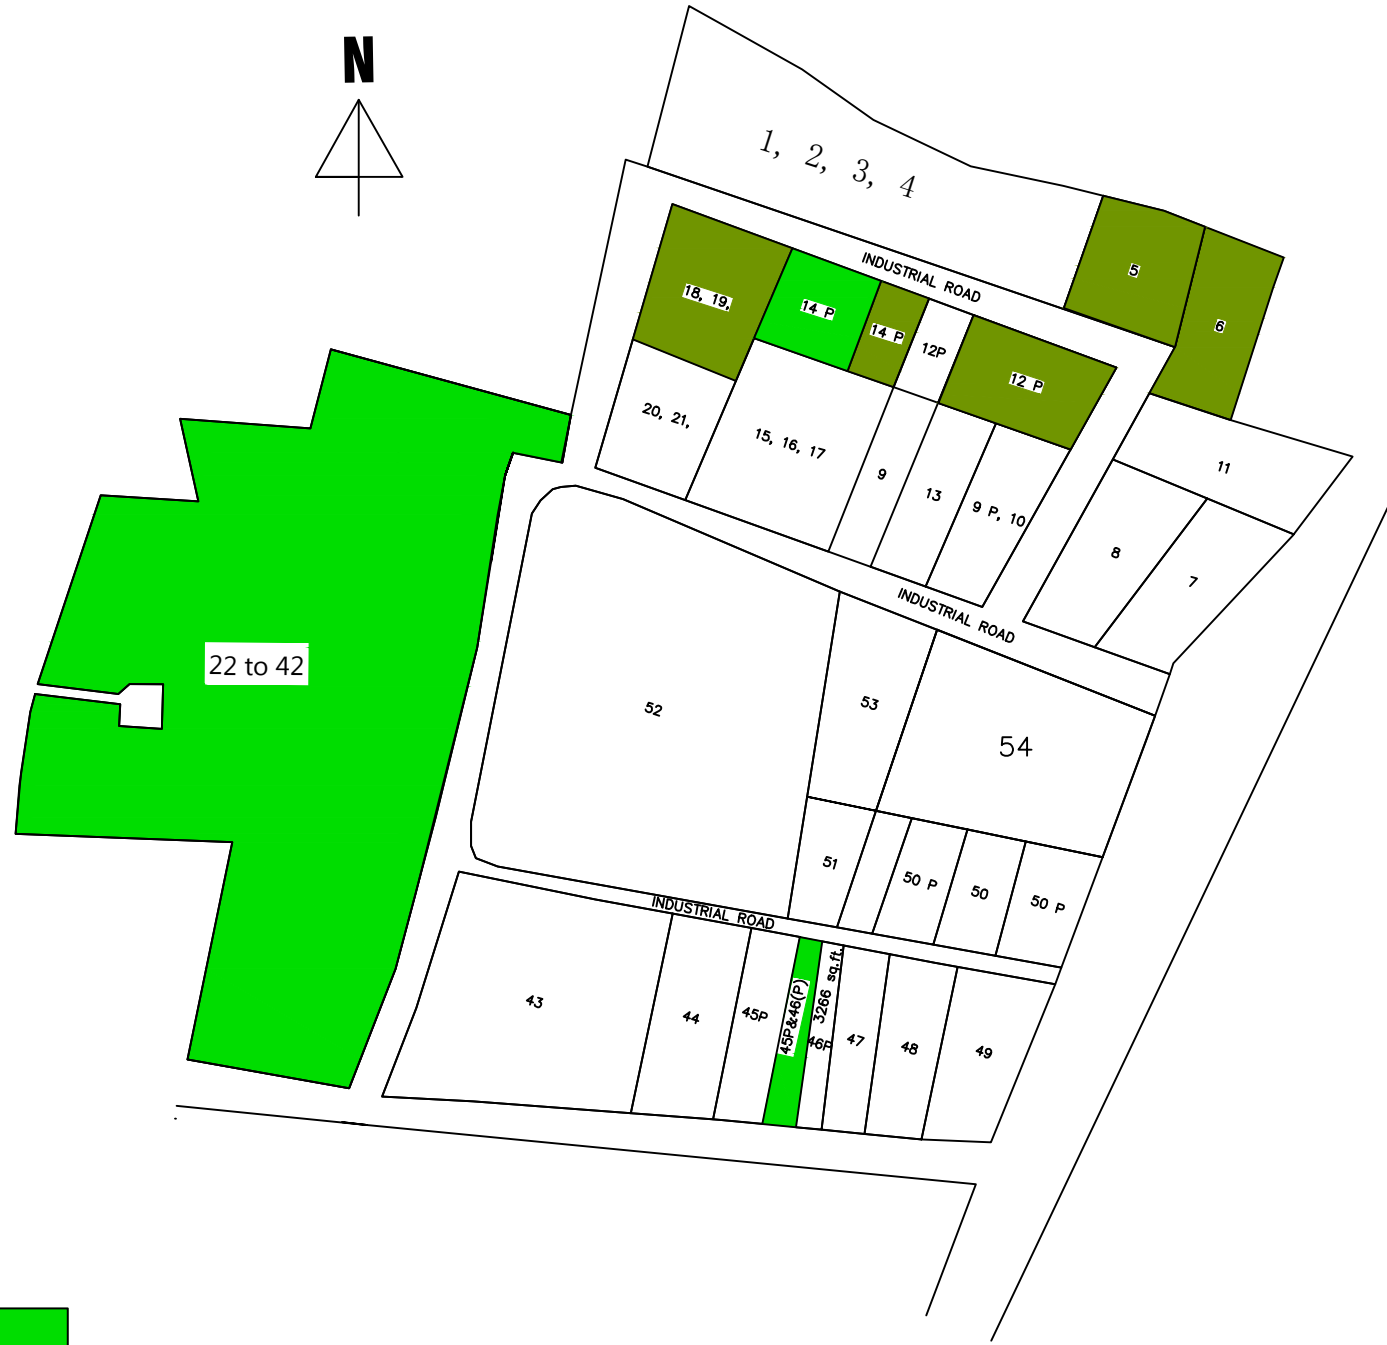 N
1, 2, 3, 4
INDUSTRIAL ROAD
5
6
18, 19,
14 P
14 P
12P
12 P
20, 21,
15, 16, 17
9
13
9 P, 10
11
8
7
INDUSTRIAL ROAD
22 to 42
52
53
54
51
50 P
50
50 P
INDUSTRIAL ROAD
43
44
45P
45P&46(P)
3266 sq.ft.
46P
47
48
49